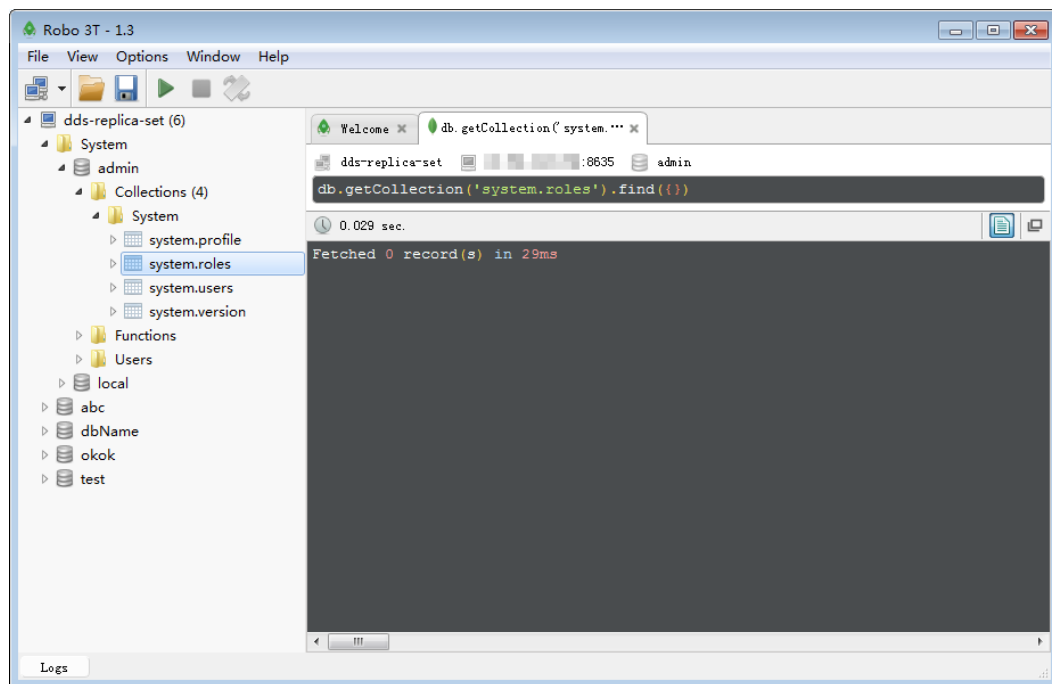 Robo 3T - 1.3
File View Options Window Help
dds-replica-set (6)
System
admin
Collections (4)
System
system.profile
system.roles
system.users
system.version
Functions
Users
local
abc
dbName
okok
test
Welcome
db.getCollection('system.…
dds-replica-set :8635 admin
db.getCollection('system.roles').find({})
0.029 sec.
Fetched 0 record(s) in 29ms
Logs